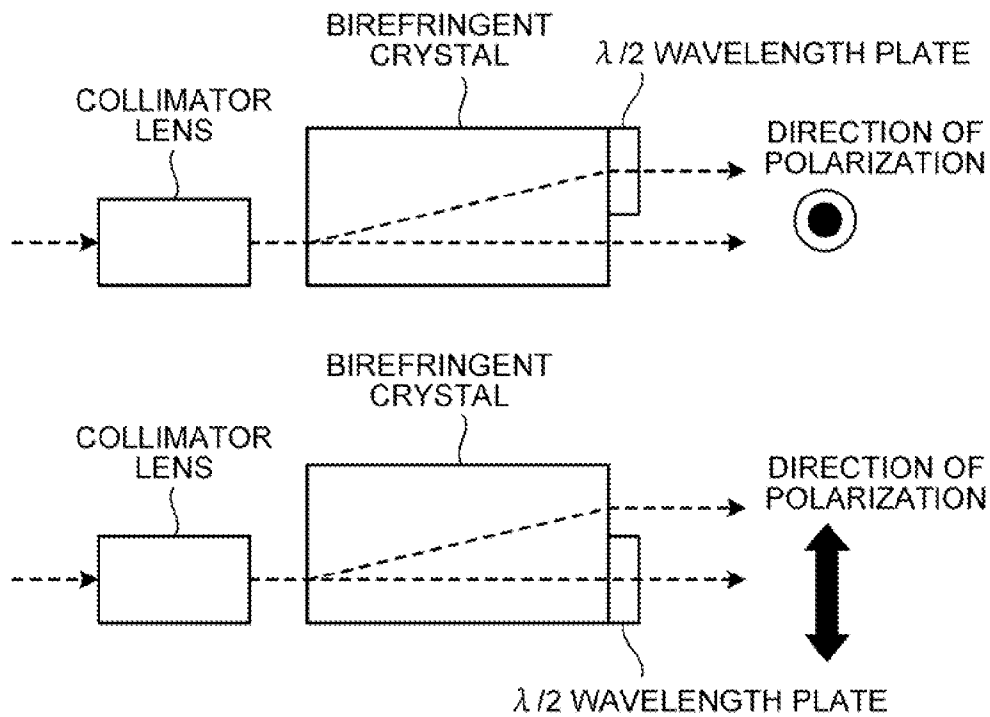 BIREFRINGENT
CRYSTAL
λ/2 WAVELENGTH PLATE
COLLIMATOR
LENS
DIRECTION OF
POLARIZATION
BIREFRINGENT
CRYSTAL
COLLIMATOR
LENS
DIRECTION OF
POLARIZATION
λ/2 WAVELENGTH PLATE